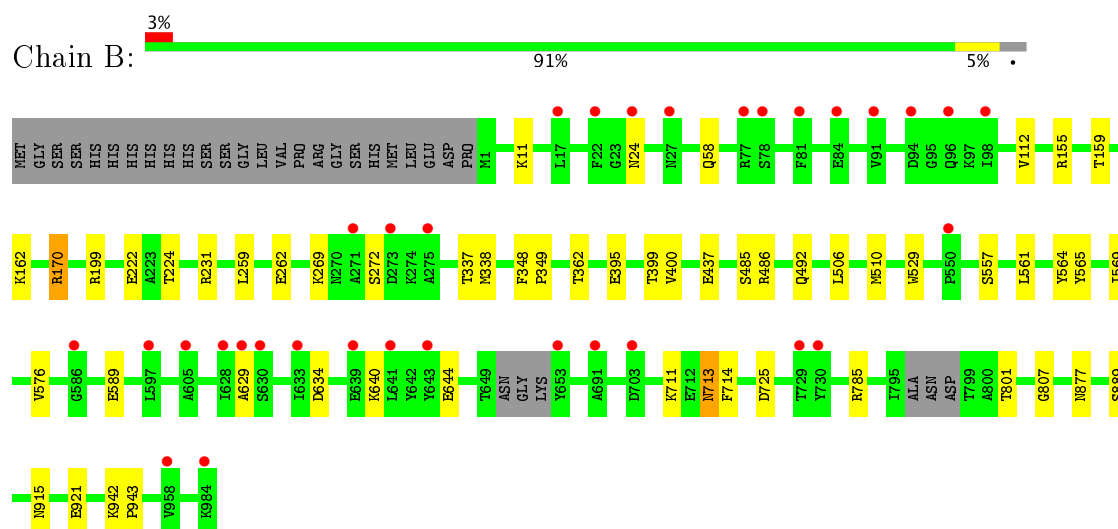 3%
Chain B:
91% 5% •
MET GLY SER SER HIS HIS HIS HIS HIS HIS SER SER GLY LEU VAL PRO ARG GLY SER HIS MET LEU GLU ASP PRO M1 K11 L17 F22 G23 N24 N27 Q58 R77 S78 F81 E84 V91 D94 G95 Q96 K97 I98 V112 R155 T159
K162 R170 R199 E222 A223 T224 R231 L259 E262 K269 N270 A271 S272 D273 K274 A275 T337 M338 F348 P349 T362 E395 T399 V400 E437 S485 R486 Q492 L506 M510 W529 P550 S557 L561 Y564 Y565
V576 E589 G586 L597 A605 I628 A629 S630 I633 D634 E639 K640 L641 Y642 Y643 E644 T649 ASN GLY LYS Y653 A691 D703 K711 E712 N713 F714 D725 T729 Y730 R785 I795 ALA ASN ASP T799 A800 T801 G807 N877
N915 E921 K942 P943 V958 K984